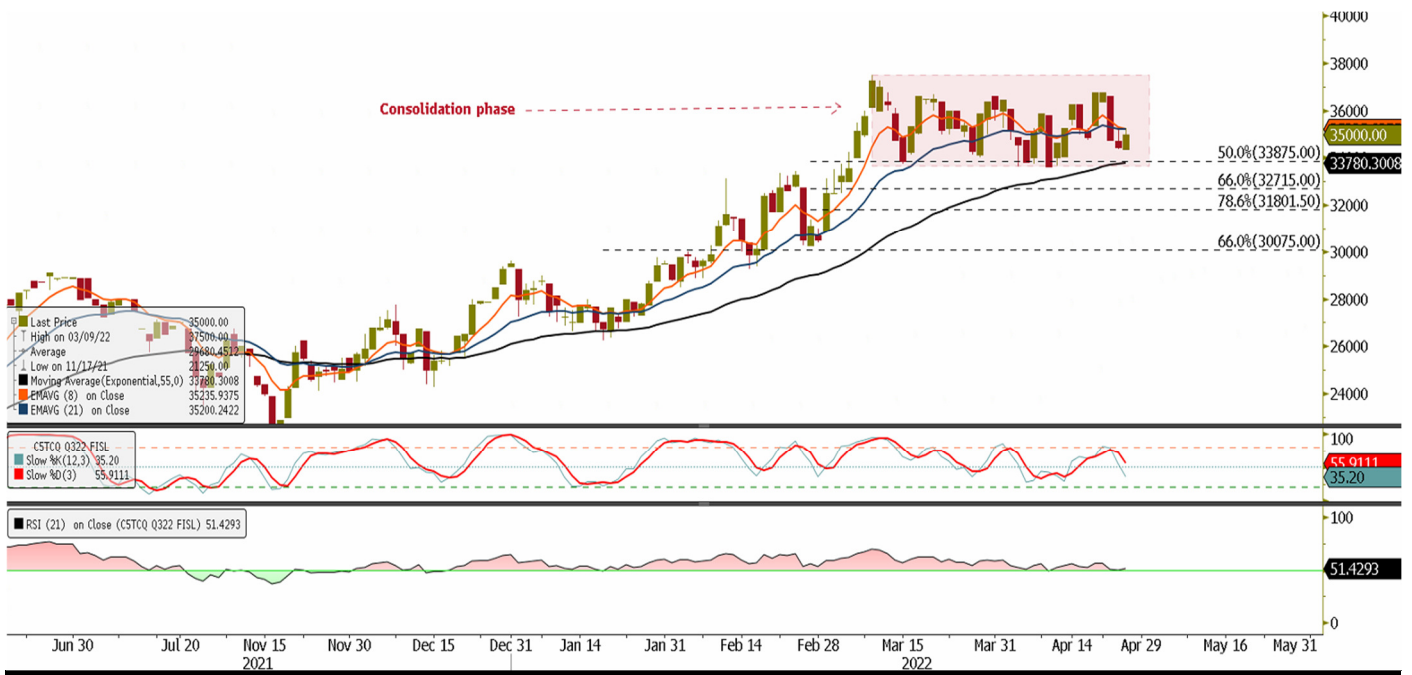 40000
38000
Consolidation phase
36000
35000.00
50.0%(33875.00)
33780.3008
66.0%(32715.00)
32000
78.6%(31801.50)
66.0%(30075.00)
30000
28000
26000
24000
Last Price 35000.00
High on 03/09/22 37500.00
Average 29680.4512
Low on 11/17/21 21250.00
Moving Average(Exponential,55,0) 33780.3008
EMAVG (8) on Close 35235.9375
EMAVG (21) on Close 35200.2422
C5TCQ Q322 FISL
Slow %K(12,3) 35.20
Slow %D(3) 55.9111
100
55.9111
35.20
RSI (21) on Close (C5TCQ Q322 FISL) 51.4293
100
51.4293
0
Jun 30 Jul 20 Nov 15 Nov 30 Dec 15 Dec 31 Jan 14 Jan 31 Feb 14 Feb 28 Mar 15 Mar 31 Apr 14 Apr 29 May 16 May 31
2021 2022